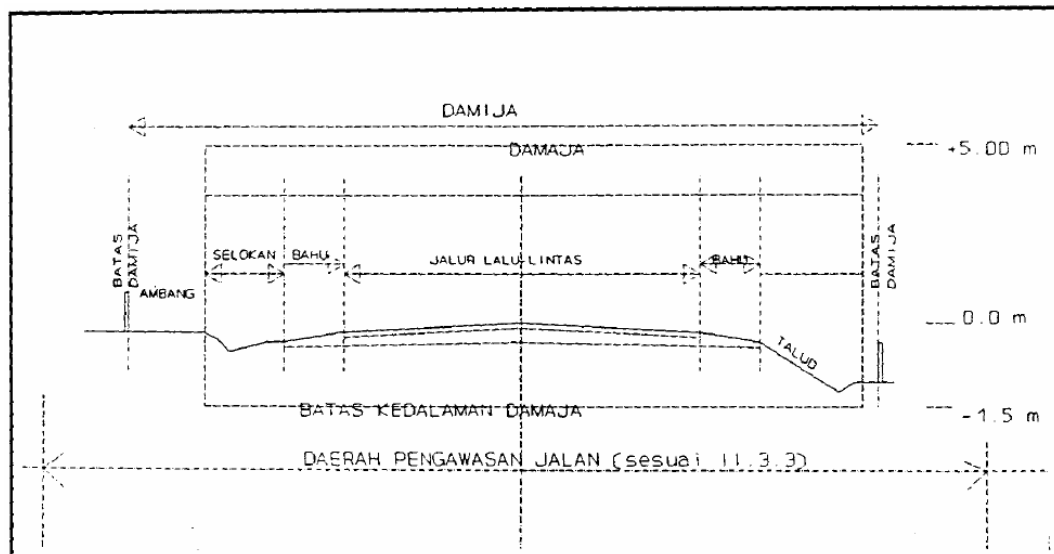 DAMIJA
DAMAJA
+5.00 m
BATAS DAMIJA
SELOKAN
BAHU
JALUR LALU LINTAS
BAHU
BATAS DAMIJA
AMBANG
0.0 m
TALUD
BATAS KEDALAMAN DAMAJA
-1.5 m
DAERAH PENGAWASAN JALAN (sesuai II.3.3)